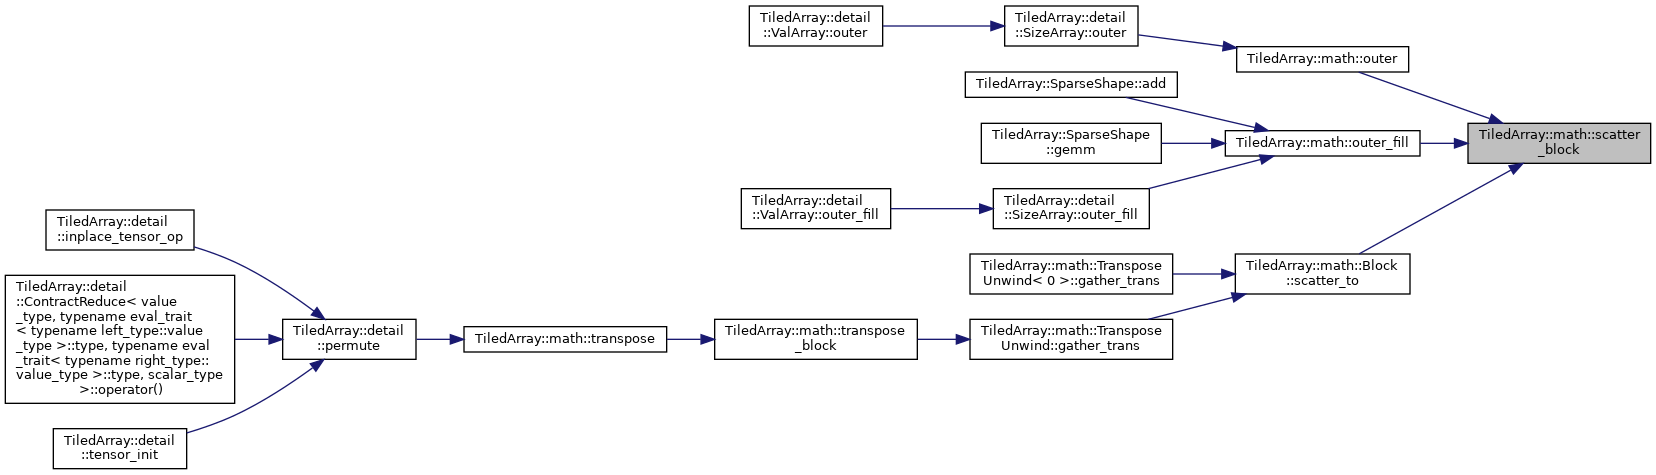 TiledArray::detail
::ValArray::outer
TiledArray::detail
::SizeArray::outer
TiledArray::math::outer
TiledArray::SparseShape::add
TiledArray::SparseShape
::gemm
TiledArray::math::outer_fill
TiledArray::math::scatter
_block
TiledArray::detail
::ValArray::outer_fill
TiledArray::detail
::SizeArray::outer_fill
TiledArray::detail
::inplace_tensor_op
TiledArray::math::Transpose
Unwind< 0 >::gather_trans
TiledArray::math::Block
::scatter_to
TiledArray::detail
::ContractReduce< value
_type, typename eval_trait
< typename left_type::value
_type >::type, typename eval
_trait< typename right_type::
value_type >::type, scalar_type
>::operator()
TiledArray::detail
::permute
TiledArray::math::transpose
TiledArray::math::transpose
_block
TiledArray::math::Transpose
Unwind::gather_trans
TiledArray::detail
::tensor_init